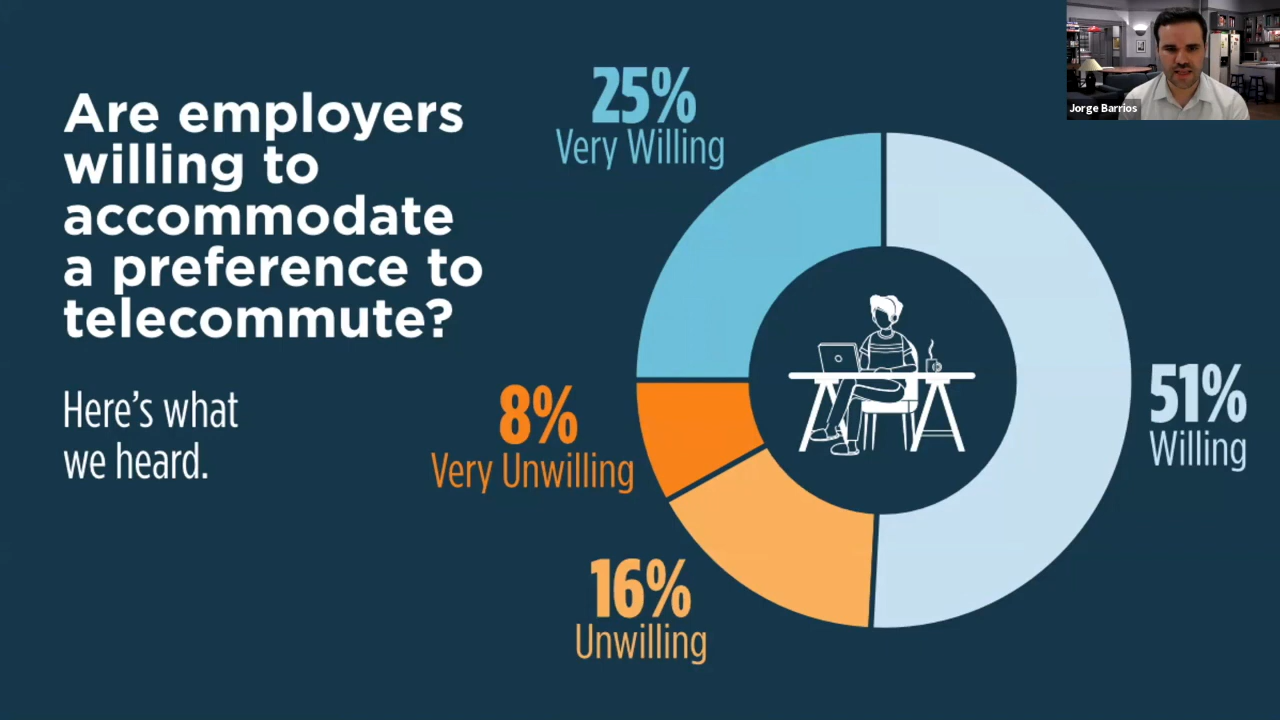 Are employers
willing to
accommodate
a preference to
telecommute?
Here's what
we heard.
25%
Very Willing
8%
Very Unwilling
16%
Unwilling
51%
Willing
Jorge Barrios